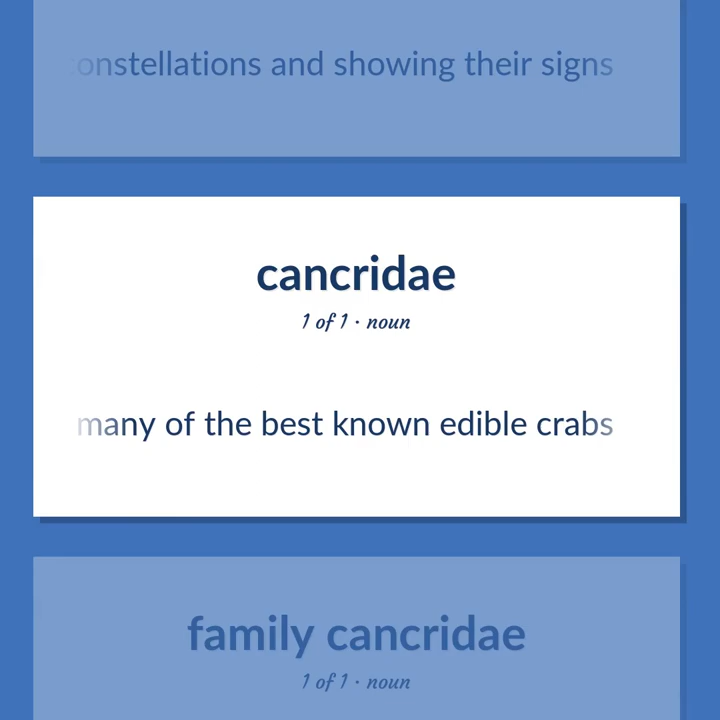 onstellations and showing their signs
cancridae
1 of 1 · noun
many of the best known edible crabs
family cancridae
1 of 1 · noun